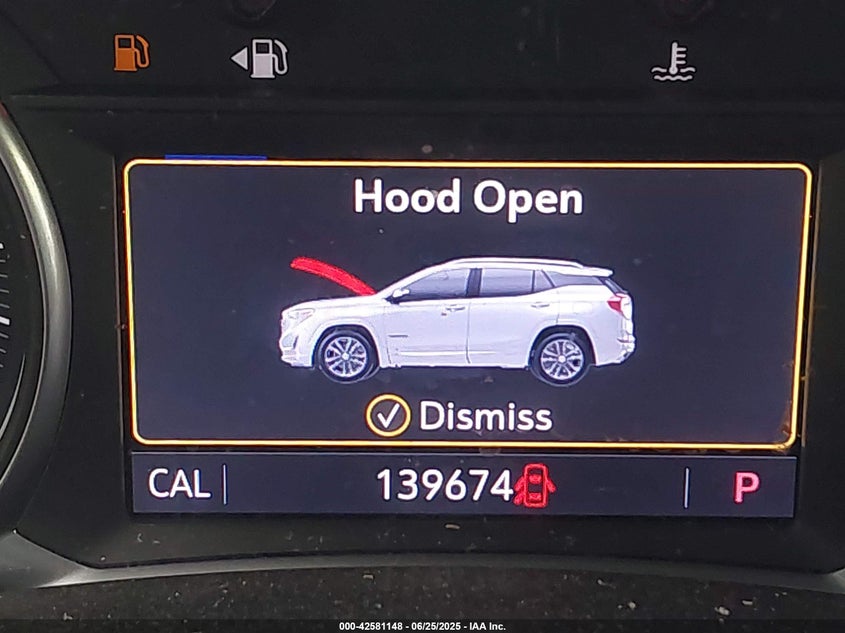 Hood Open
Dismiss
CAL 139674 P
000-42581148 - 06/25/2025 - IAA Inc.